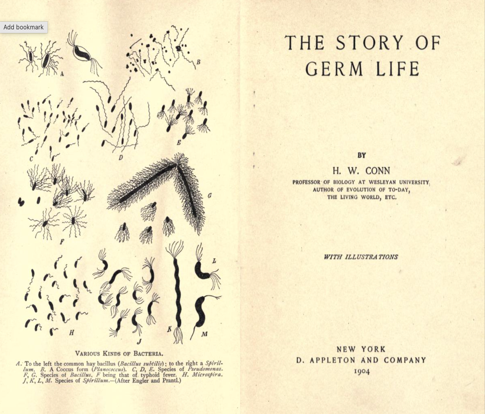 Add bookmark
A
B
C
D
E
F
G
H
J
K
L
M
VARIOUS KINDS OF BACTERIA.
A. To the left the common hay bacillus (Bacillus subtilis); to the right a Spiril-
lum. B. A Coccus form (Planococcus). C, D, E. Species of Pseudomonas.
F, G. Species of Bacillus, F being that of typhoid fever. H. Microspira.
J, K, L, M. Species of Spirillum.—(After Engler and Prantl.)
THE STORY OF
GERM LIFE
BY
H. W. CONN
PROFESSOR OF BIOLOGY AT WESLEYAN UNIVERSITY,
AUTHOR OF EVOLUTION OF TO-DAY,
THE LIVING WORLD, ETC.
WITH ILLUSTRATIONS
NEW YORK
D. APPLETON AND COMPANY
1904